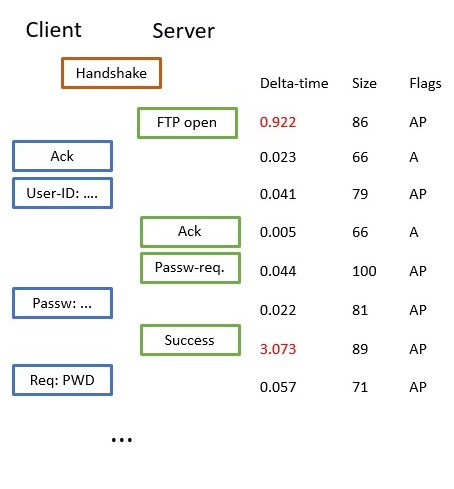 Client Server
Handshake
Delta-time Size Flags
FTP open 0.922 86 AP
Ack 0.023 66 A
User-ID: .... 0.041 79 AP
Ack 0.005 66 A
Passw-req. 0.044 100 AP
Passw: ... 0.022 81 AP
Success 3.073 89 AP
Req: PWD 0.057 71 AP
...